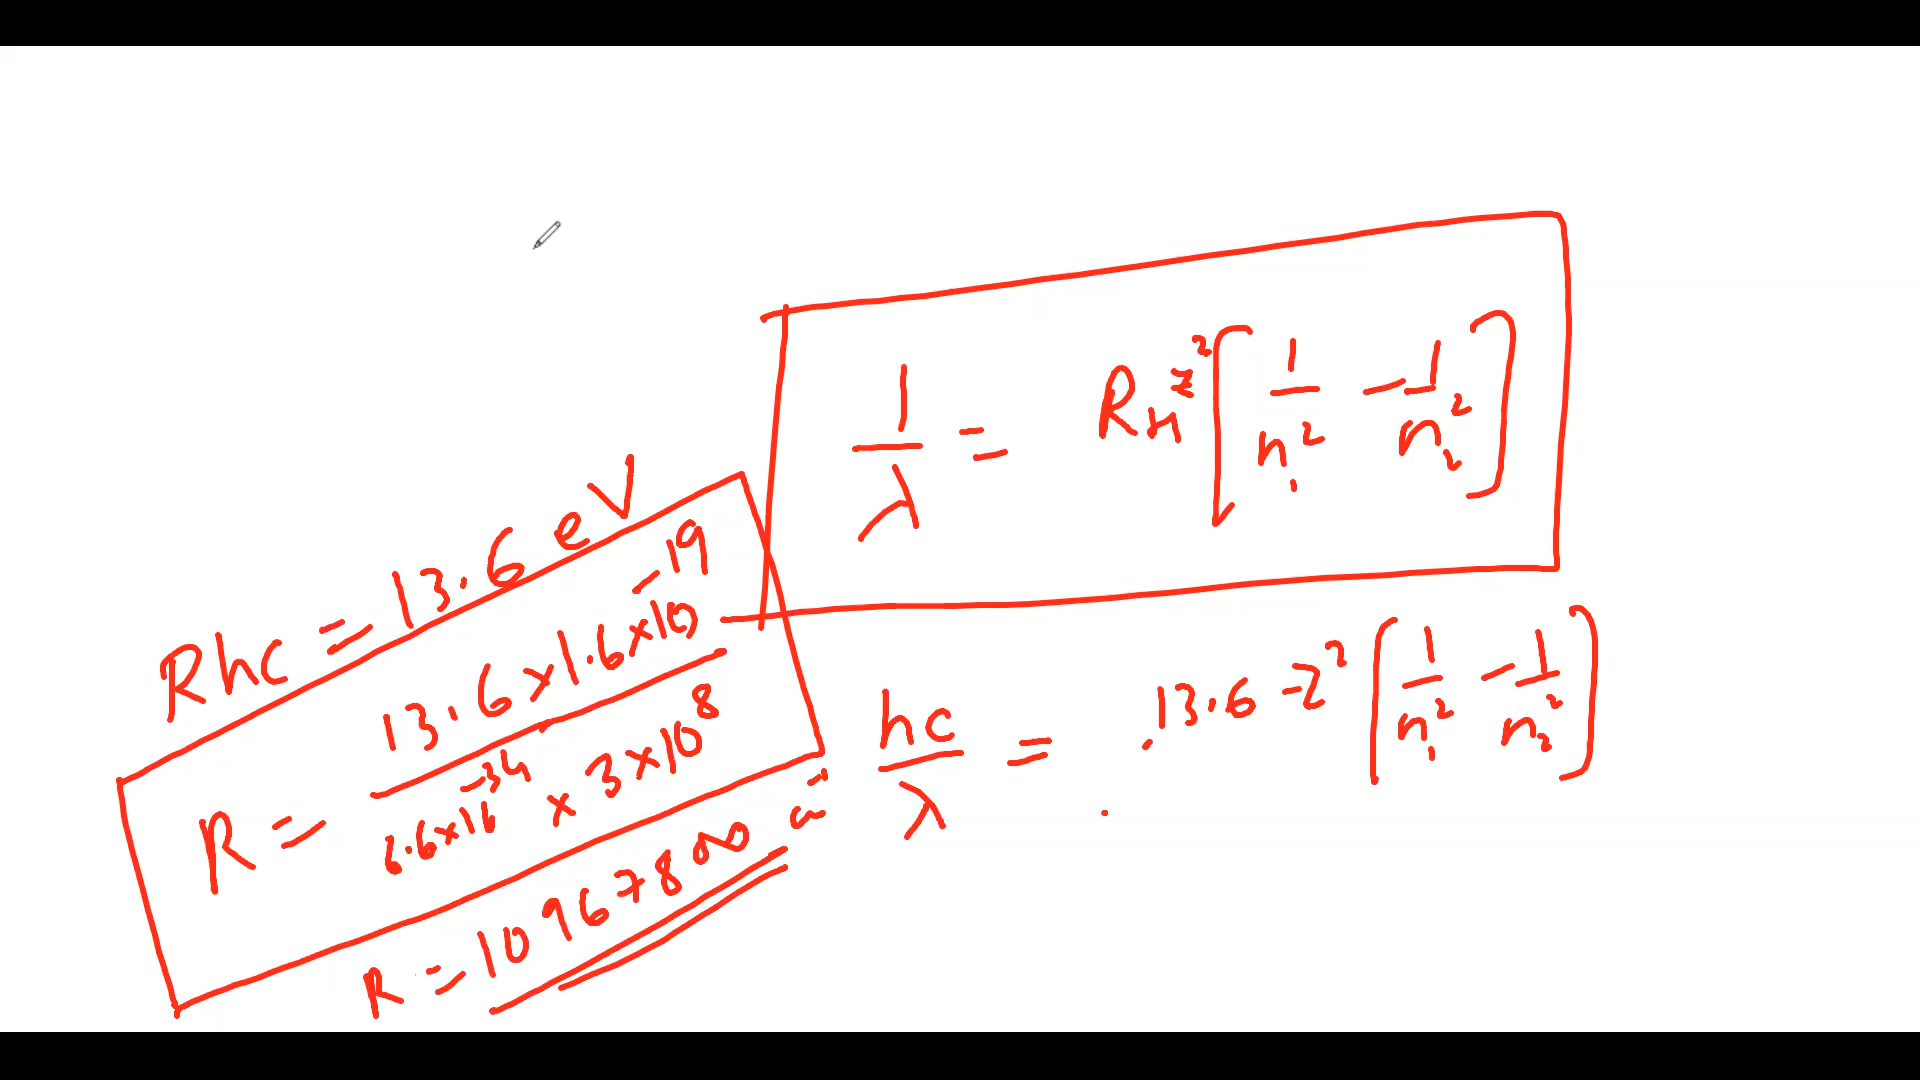 1/λ = R_H z² [1/n₁² - 1/n₂²]
Rhc = 13.6 eV
R = 13.6 × 1.6 × 10⁻¹⁹ / 6.6 × 10⁻³⁴ × 3 × 10⁸
hc/λ = 13.6 z² [1/n₁² - 1/n₂²]
R = 10967800